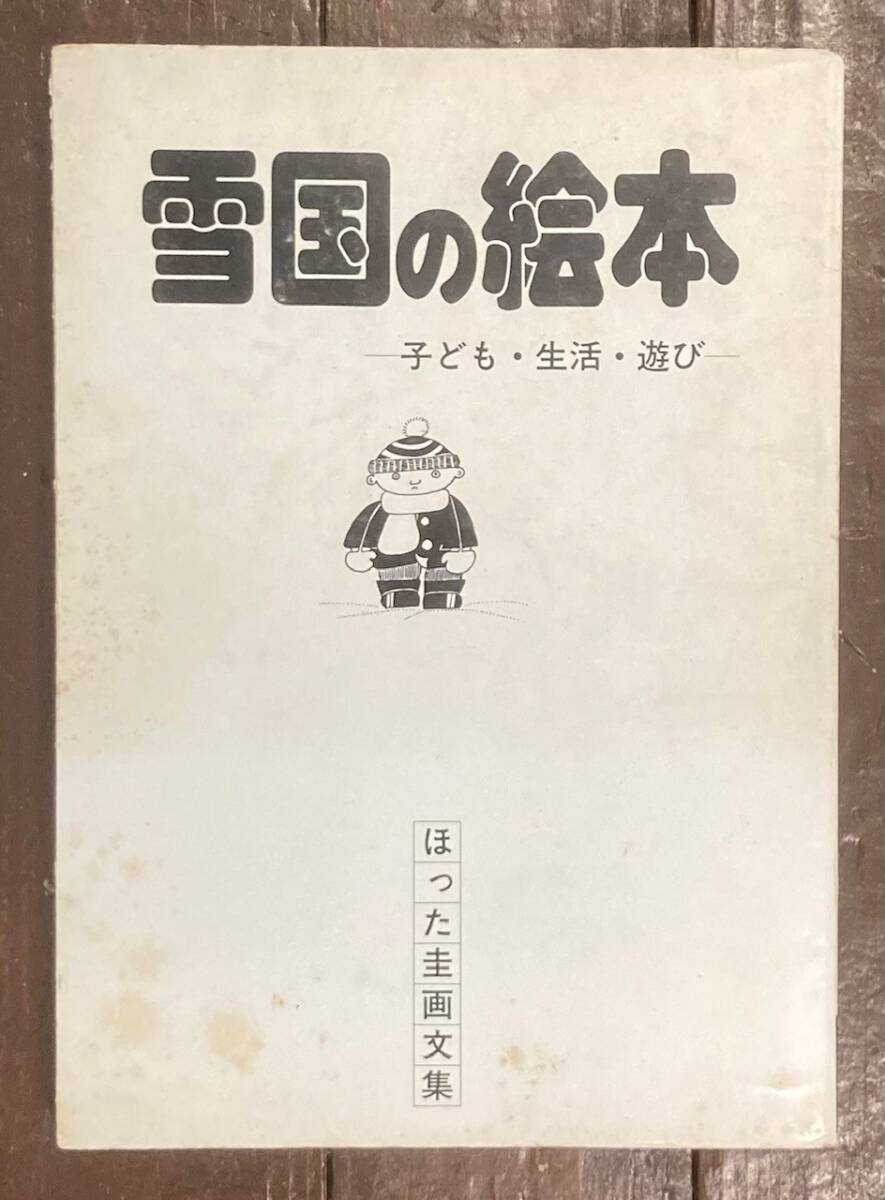 雪国の絵本
―子ども・生活・遊び―
ほった圭画文集